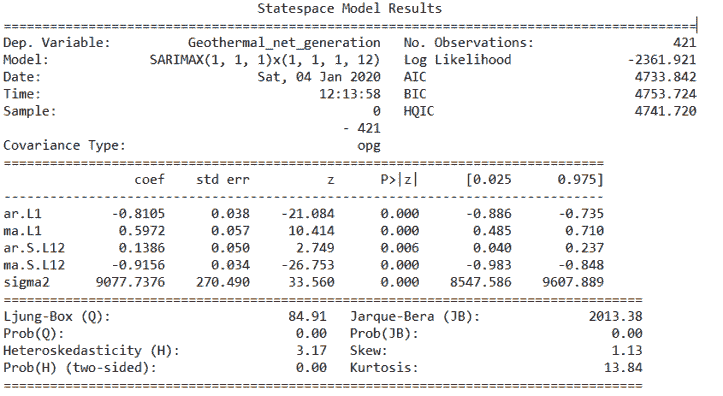 Statespace Model Results
==========================================================================================
Dep. Variable: Geothermal_net_generation No. Observations: 421
Model: SARIMAX(1, 1, 1)x(1, 1, 1, 12) Log Likelihood -2361.921
Date: Sat, 04 Jan 2020 AIC 4733.842
Time: 12:13:58 BIC 4753.724
Sample: 0 HQIC 4741.720
- 421
Covariance Type: opg
==============================================================================
coef std err z P>|z| [0.025 0.975]
------------------------------------------------------------------------------
ar.L1 -0.8105 0.038 -21.084 0.000 -0.886 -0.735
ma.L1 0.5972 0.057 10.414 0.000 0.485 0.710
ar.S.L12 0.1386 0.050 2.749 0.006 0.040 0.237
ma.S.L12 -0.9156 0.034 -26.753 0.000 -0.983 -0.848
sigma2 9077.7376 270.490 33.560 0.000 8547.586 9607.889
===================================================================================
Ljung-Box (Q): 84.91 Jarque-Bera (JB): 2013.38
Prob(Q): 0.00 Prob(JB): 0.00
Heteroskedasticity (H): 3.17 Skew: 1.13
Prob(H) (two-sided): 0.00 Kurtosis: 13.84
===================================================================================